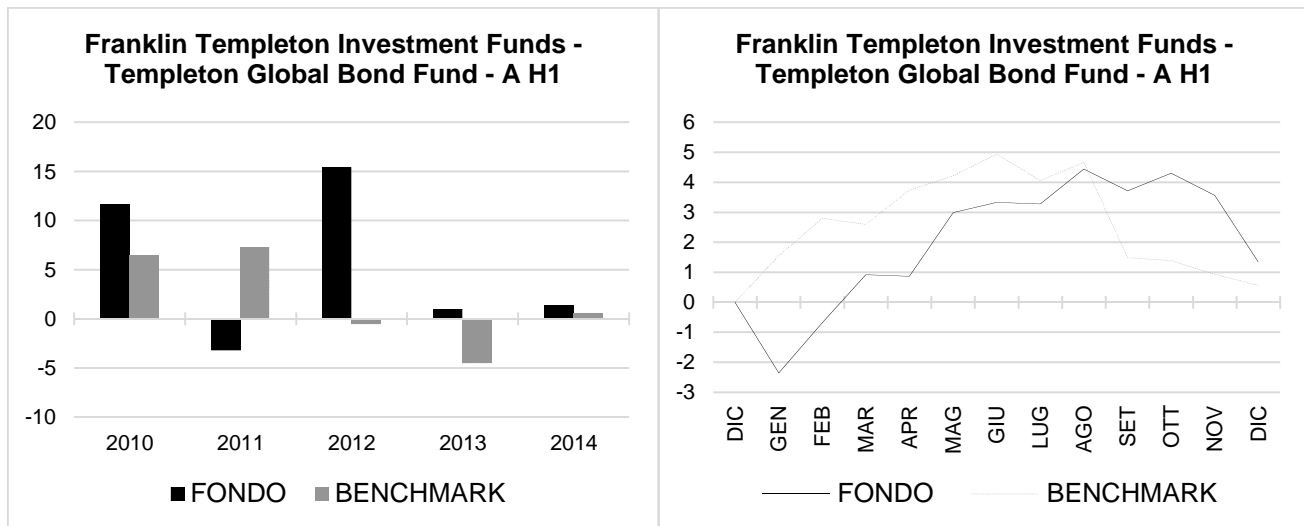 Franklin Templeton Investment Funds -
Templeton Global Bond Fund - A H1
20
15
10
5
0
-5
-10
2010 2011 2012 2013 2014
FONDO BENCHMARK
Franklin Templeton Investment Funds -
Templeton Global Bond Fund - A H1
6
5
4
3
2
1
0
-1
-2
-3
DIC GEN FEB MAR APR MAG GIU LUG AGO SET OTT NOV DIC
FONDO BENCHMARK